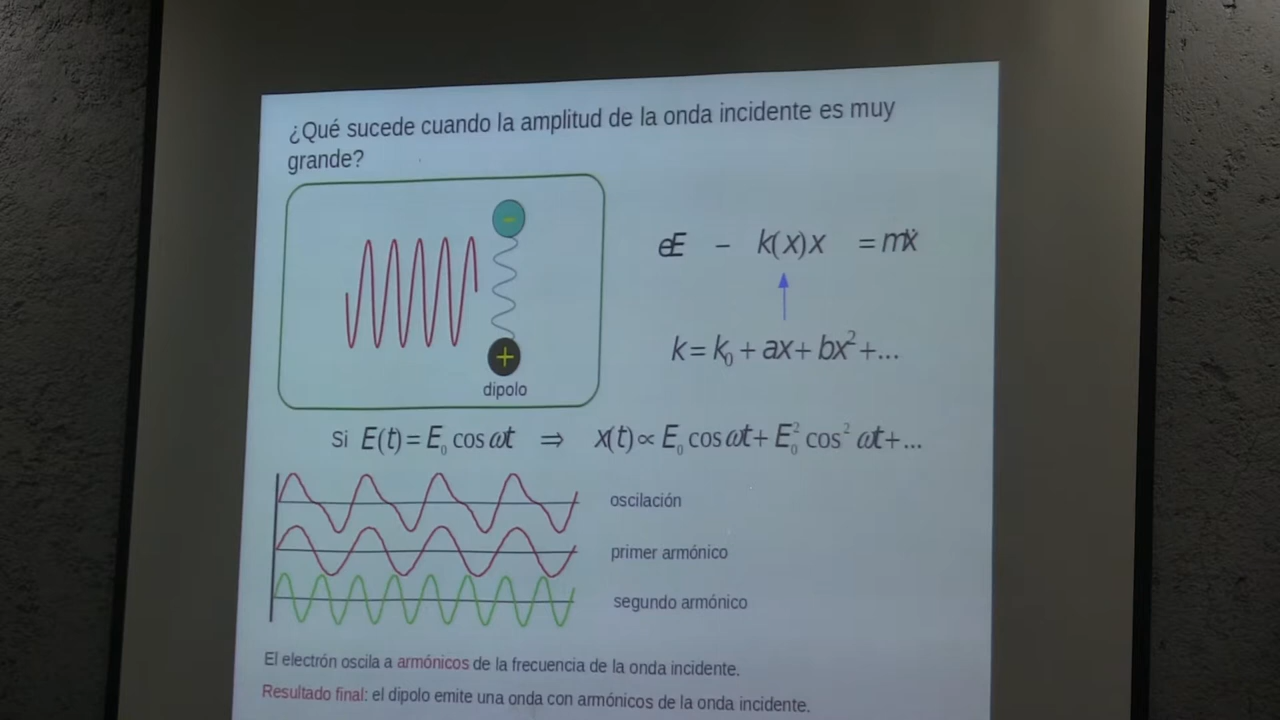 ¿Qué sucede cuando la amplitud de la onda incidente es muy
grande?
-
+
dipolo
eE − k(x)x = mẍ
k = k₀ + ax + bx² + ...
Si E(t) = E₀ cos ωt ⇒ x(t) ∝ E₀ cos ωt + E₀² cos² ωt + ...
oscilación
primer armónico
segundo armónico
El electrón oscila a armónicos de la frecuencia de la onda incidente.
Resultado final: el dipolo emite una onda con armónicos de la onda incidente.